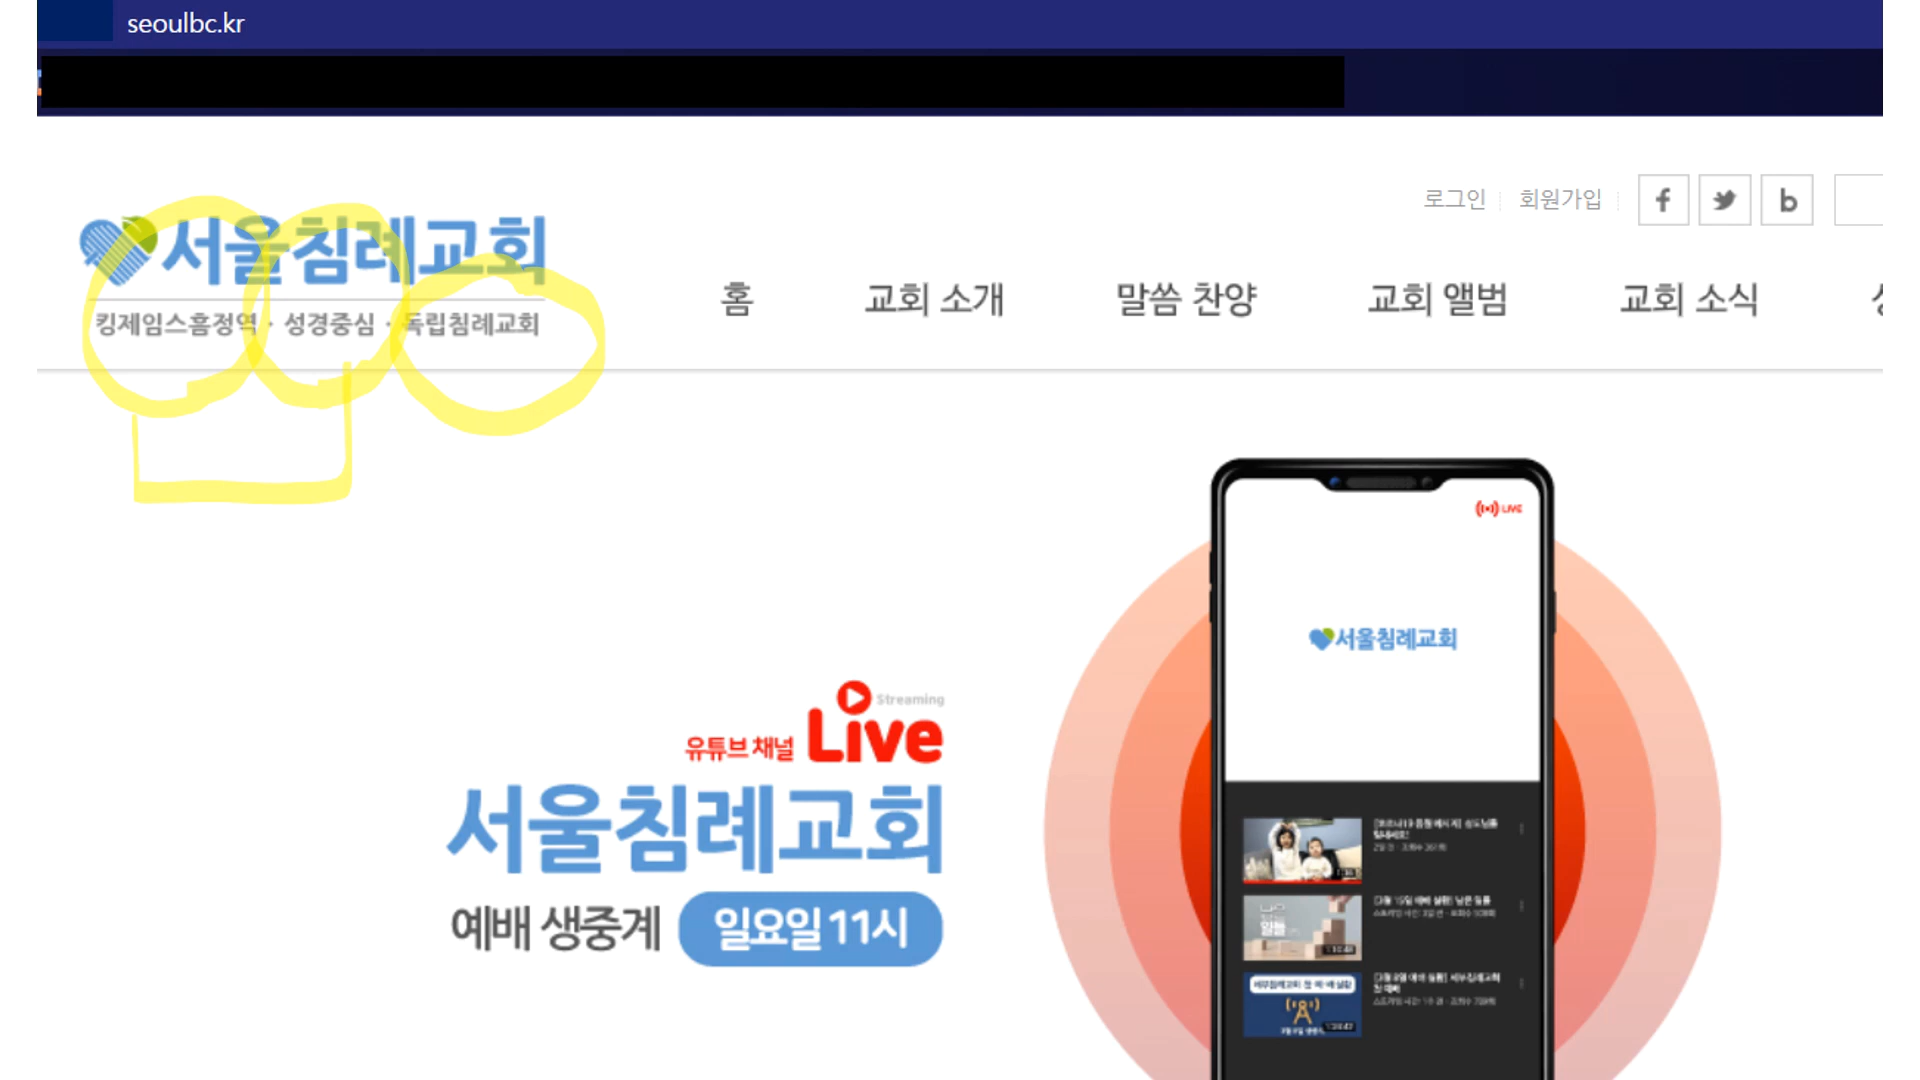 seoulbc.kr
로그인
회원가입
f
b
서울침례교회
킹제임스흠정역 · 성경중심 · 독립침례교회
홈
교회 소개
말씀 찬양
교회 앨범
교회 소식
LIVE
서울침례교회
Streaming
유튜브 채널 Live
서울침례교회
예배 생중계 일요일 11시